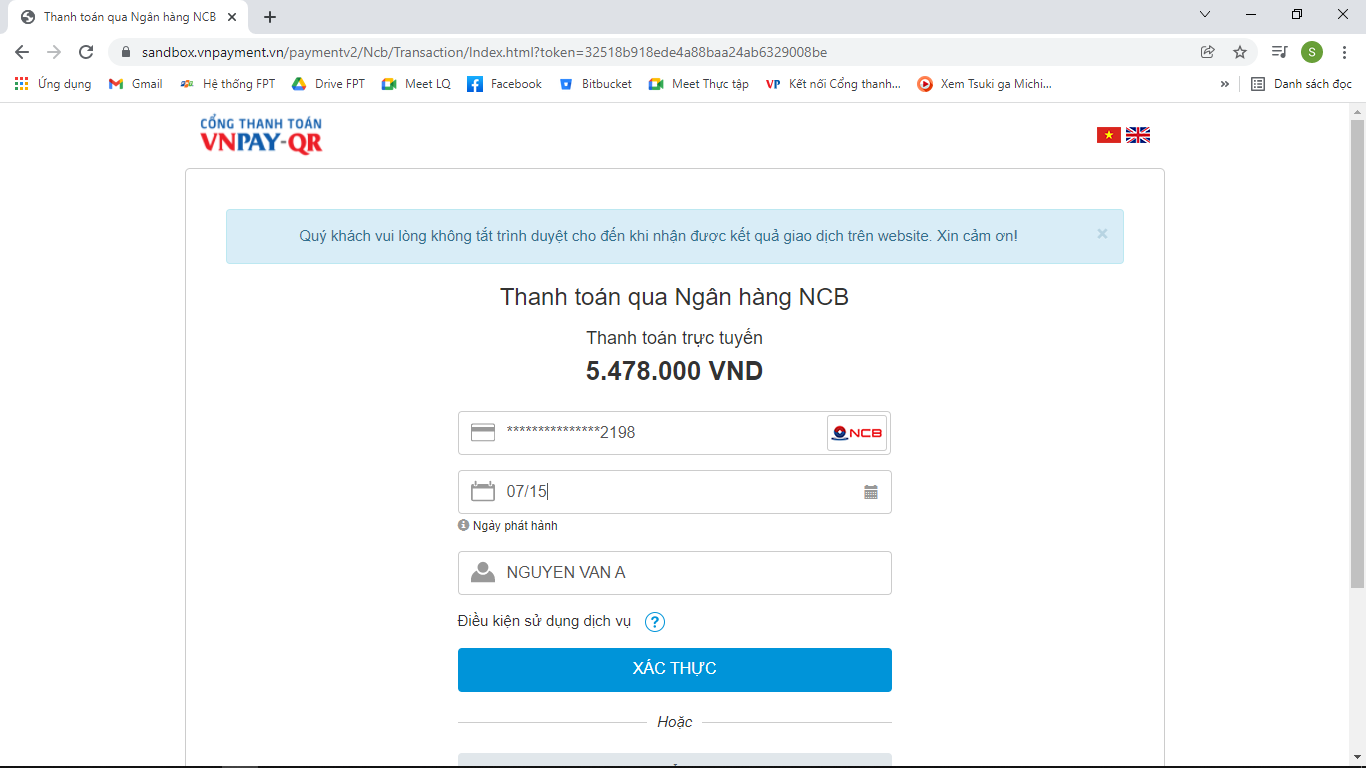 Thanh toán qua Ngân hàng NCB
sandbox.vnpayment.vn/paymentv2/Ncb/Transaction/Index.html?token=32518b918ede4a88baa24ab6329008be
S
Ứng dụng Gmail Hệ thống FPT Drive FPT Meet LQ Facebook Bitbucket Meet Thực tập VP Kết nối Cổng thanh... Xem Tsuki ga Michi... » Danh sách đọc
CỔNG THANH TOÁN
VNPAY-QR
Quý khách vui lòng không tắt trình duyệt cho đến khi nhận được kết quả giao dịch trên website. Xin cảm ơn! ×
Thanh toán qua Ngân hàng NCB
Thanh toán trực tuyến
5.478.000 VND
***************2198 NCB
07/15
Ngày phát hành
NGUYEN VAN A
Điều kiện sử dụng dịch vụ ?
XÁC THỰC
Hoặc